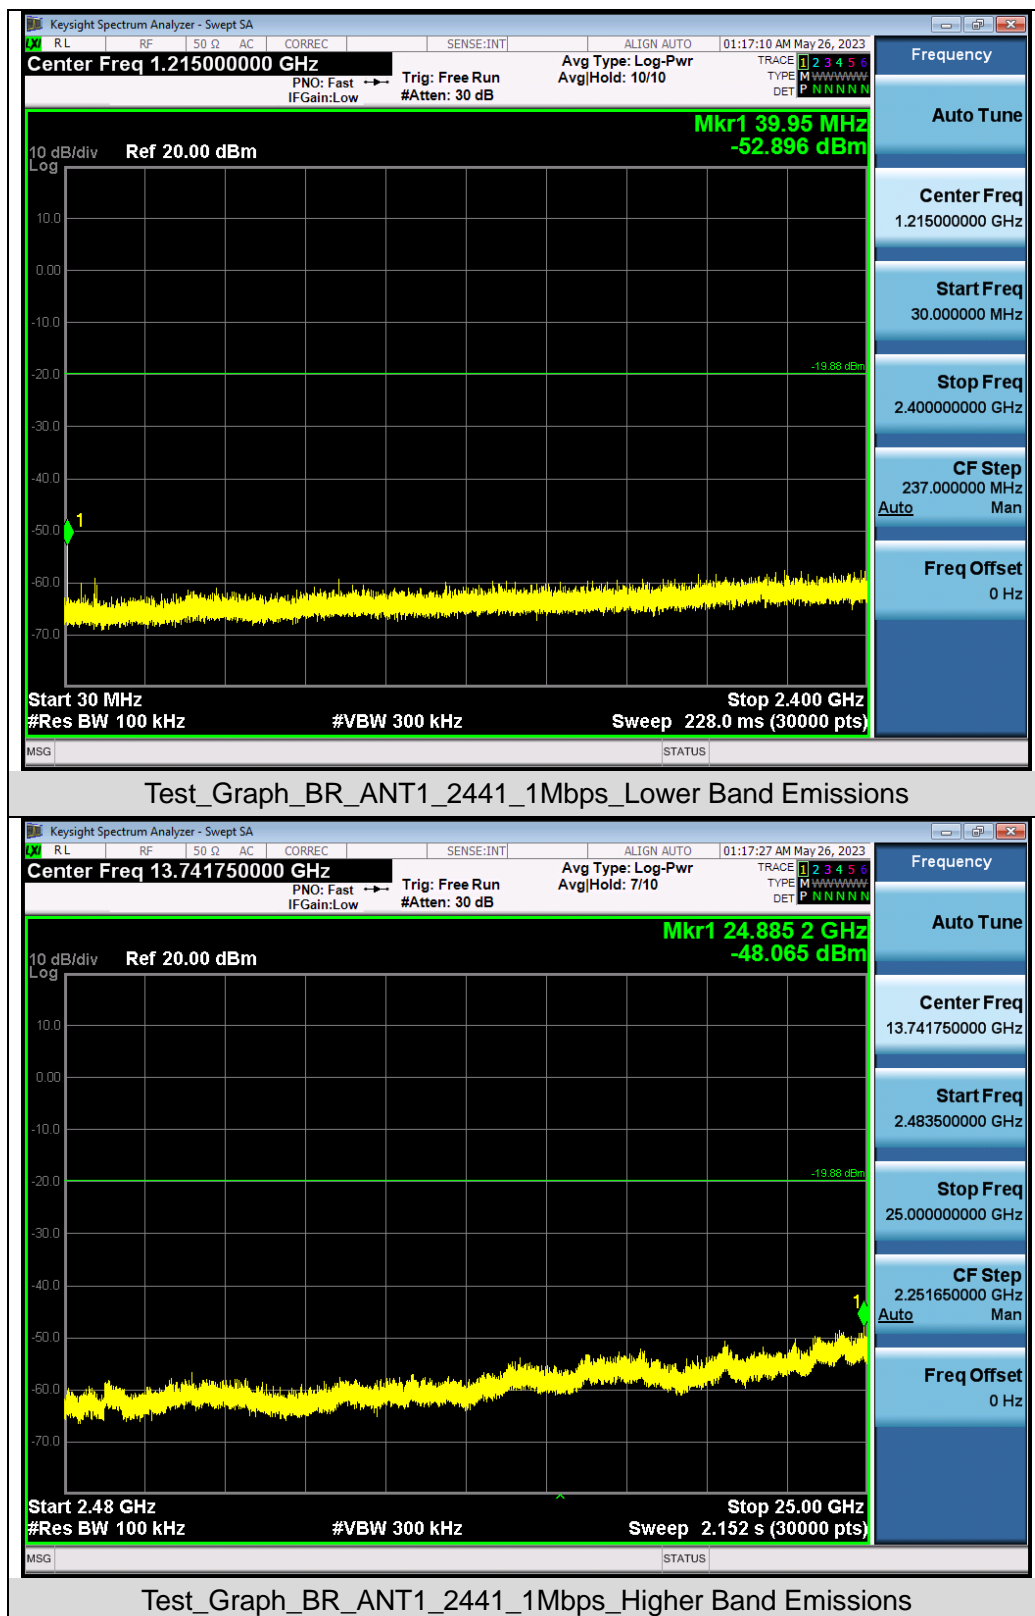 Keysight Spectrum Analyzer - Swept SA
LXI RL RF 50 Ω AC CORREC SENSE:INT ALIGN AUTO 01:17:10 AM May 26, 2023
Center Freq 1.215000000 GHz
PNO: Fast
IFGain:Low
Trig: Free Run
#Atten: 30 dB
Avg Type: Log-Pwr
Avg|Hold: 10/10
TRACE 1 2 3 4 5 6
TYPE M WWWWW
DET P N N N N N
Mkr1 39.95 MHz
-52.896 dBm
10 dB/div Ref 20.00 dBm
Log
10.0
0.00
-10.0
-19.88 dBm
-20.0
-30.0
-40.0
1
-50.0
-60.0
-70.0
Start 30 MHz Stop 2.400 GHz
#Res BW 100 kHz #VBW 300 kHz Sweep 228.0 ms (30000 pts)
MSG STATUS
Frequency
Auto Tune
Center Freq
1.215000000 GHz
Start Freq
30.000000 MHz
Stop Freq
2.400000000 GHz
CF Step
237.000000 MHz
Auto Man
Freq Offset
0 Hz
Test_Graph_BR_ANT1_2441_1Mbps_Lower Band Emissions
Keysight Spectrum Analyzer - Swept SA
LXI RL RF 50 Ω AC CORREC SENSE:INT ALIGN AUTO 01:17:27 AM May 26, 2023
Center Freq 13.741750000 GHz
PNO: Fast
IFGain:Low
Trig: Free Run
#Atten: 30 dB
Avg Type: Log-Pwr
Avg|Hold: 7/10
TRACE 1 2 3 4 5 6
TYPE M WWWWW
DET P N N N N N
Mkr1 24.885 2 GHz
-48.065 dBm
10 dB/div Ref 20.00 dBm
Log
10.0
0.00
-10.0
-19.88 dBm
-20.0
-30.0
-40.0
1
-50.0
-60.0
-70.0
Start 2.48 GHz Stop 25.00 GHz
#Res BW 100 kHz #VBW 300 kHz Sweep 2.152 s (30000 pts)
MSG STATUS
Frequency
Auto Tune
Center Freq
13.741750000 GHz
Start Freq
2.483500000 GHz
Stop Freq
25.000000000 GHz
CF Step
2.251650000 GHz
Auto Man
Freq Offset
0 Hz
Test_Graph_BR_ANT1_2441_1Mbps_Higher Band Emissions